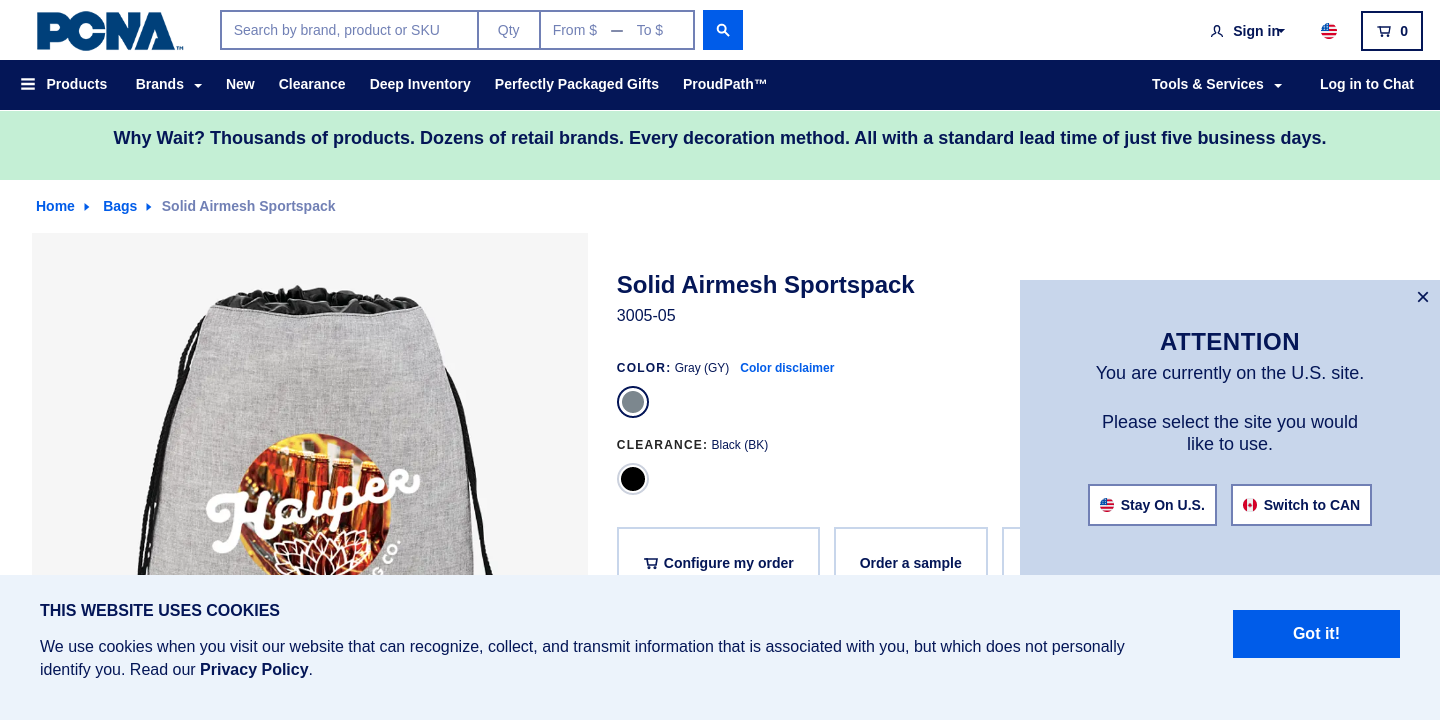 PCNA™
Search by brand, product or SKU
Qty
From $ — To $
Sign in
0
Products
Brands
New
Clearance
Deep Inventory
Perfectly Packaged Gifts
ProudPath™
Tools & Services
Log in to Chat
Why Wait? Thousands of products. Dozens of retail brands. Every decoration method. All with a standard lead time of just five business days.
Home
Bags
Solid Airmesh Sportspack
Hauper
G CO.
Solid Airmesh Sportspack
3005-05
COLOR: Gray (GY) Color disclaimer
CLEARANCE: Black (BK)
Configure my order
Order a sample
×
ATTENTION
You are currently on the U.S. site.
Please select the site you would
like to use.
Stay On U.S.
Switch to CAN
THIS WEBSITE USES COOKIES
We use cookies when you visit our website that can recognize, collect, and transmit information that is associated with you, but which does not personally
identify you. Read our Privacy Policy.
Got it!